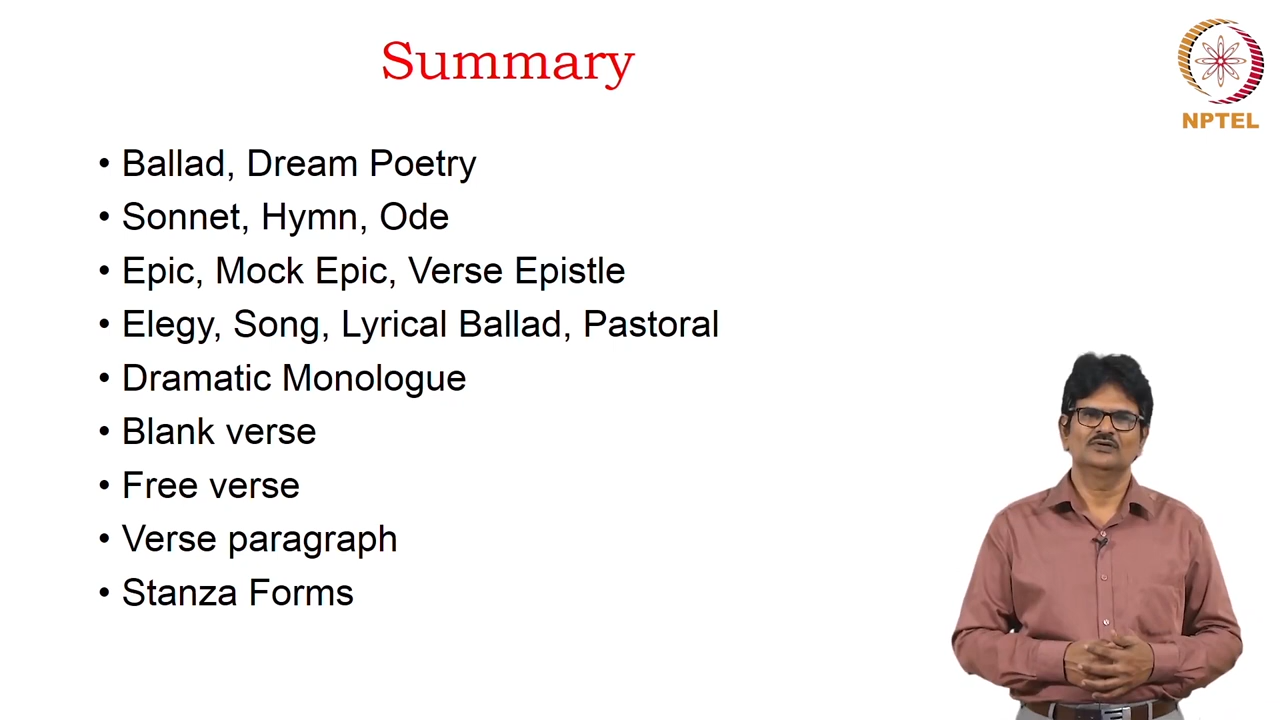 Summary
NPTEL
• Ballad, Dream Poetry
• Sonnet, Hymn, Ode
• Epic, Mock Epic, Verse Epistle
• Elegy, Song, Lyrical Ballad, Pastoral
• Dramatic Monologue
• Blank verse
• Free verse
• Verse paragraph
• Stanza Forms